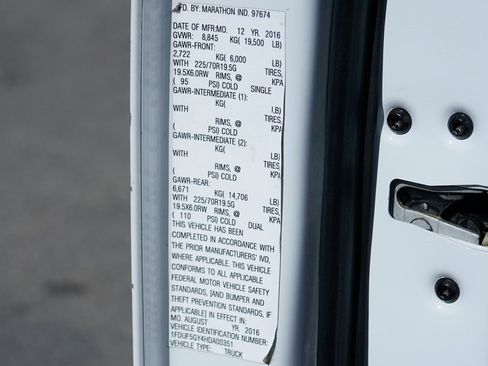 FD. BY: MARATHON IND. 97674
DATE OF MFR:MO. 12 YR. 2016
GVWR: 8,845 KG( 19,500 LB)
GAWR-FRONT:
2,722 KG( 6,000 LB)
WITH 225/70R19.5G TIRES,
19.5X6.0RW RIMS, @ KPA
( 95 PSI) COLD SINGLE
GAWR-INTERMEDIATE (1):
KG( LB)
WITH TIRES,
RIMS, @ KPA
( PSI) COLD
GAWR-INTERMEDIATE (2):
KG( LB)
WITH TIRES,
RIMS, @ KPA
( PSI) COLD
GAWR-REAR:
6,671 KG( 14,706 LB)
WITH 225/70R19.5G TIRES,
19.5X6.0RW RIMS, @ KPA
( 110 PSI) COLD DUAL
THIS VEHICLE HAS BEEN
COMPLETED IN ACCORDANCE WITH
THE PRIOR MANUFACTURERS' IVD,
WHERE APPLICABLE. THIS VEHICLE
CONFORMS TO ALL APPLICABLE
FEDERAL MOTOR VEHICLE SAFETY
STANDARDS, [AND BUMPER AND
THEFT PREVENTION STANDARDS, IF
APPLICABLE] IN EFFECT IN:
MO. AUGUST YR. 2016
VEHICLE IDENTIFICATION NUMBER:
1FDUF5GY4HDA00351
VEHICLE TYPE: TRUCK